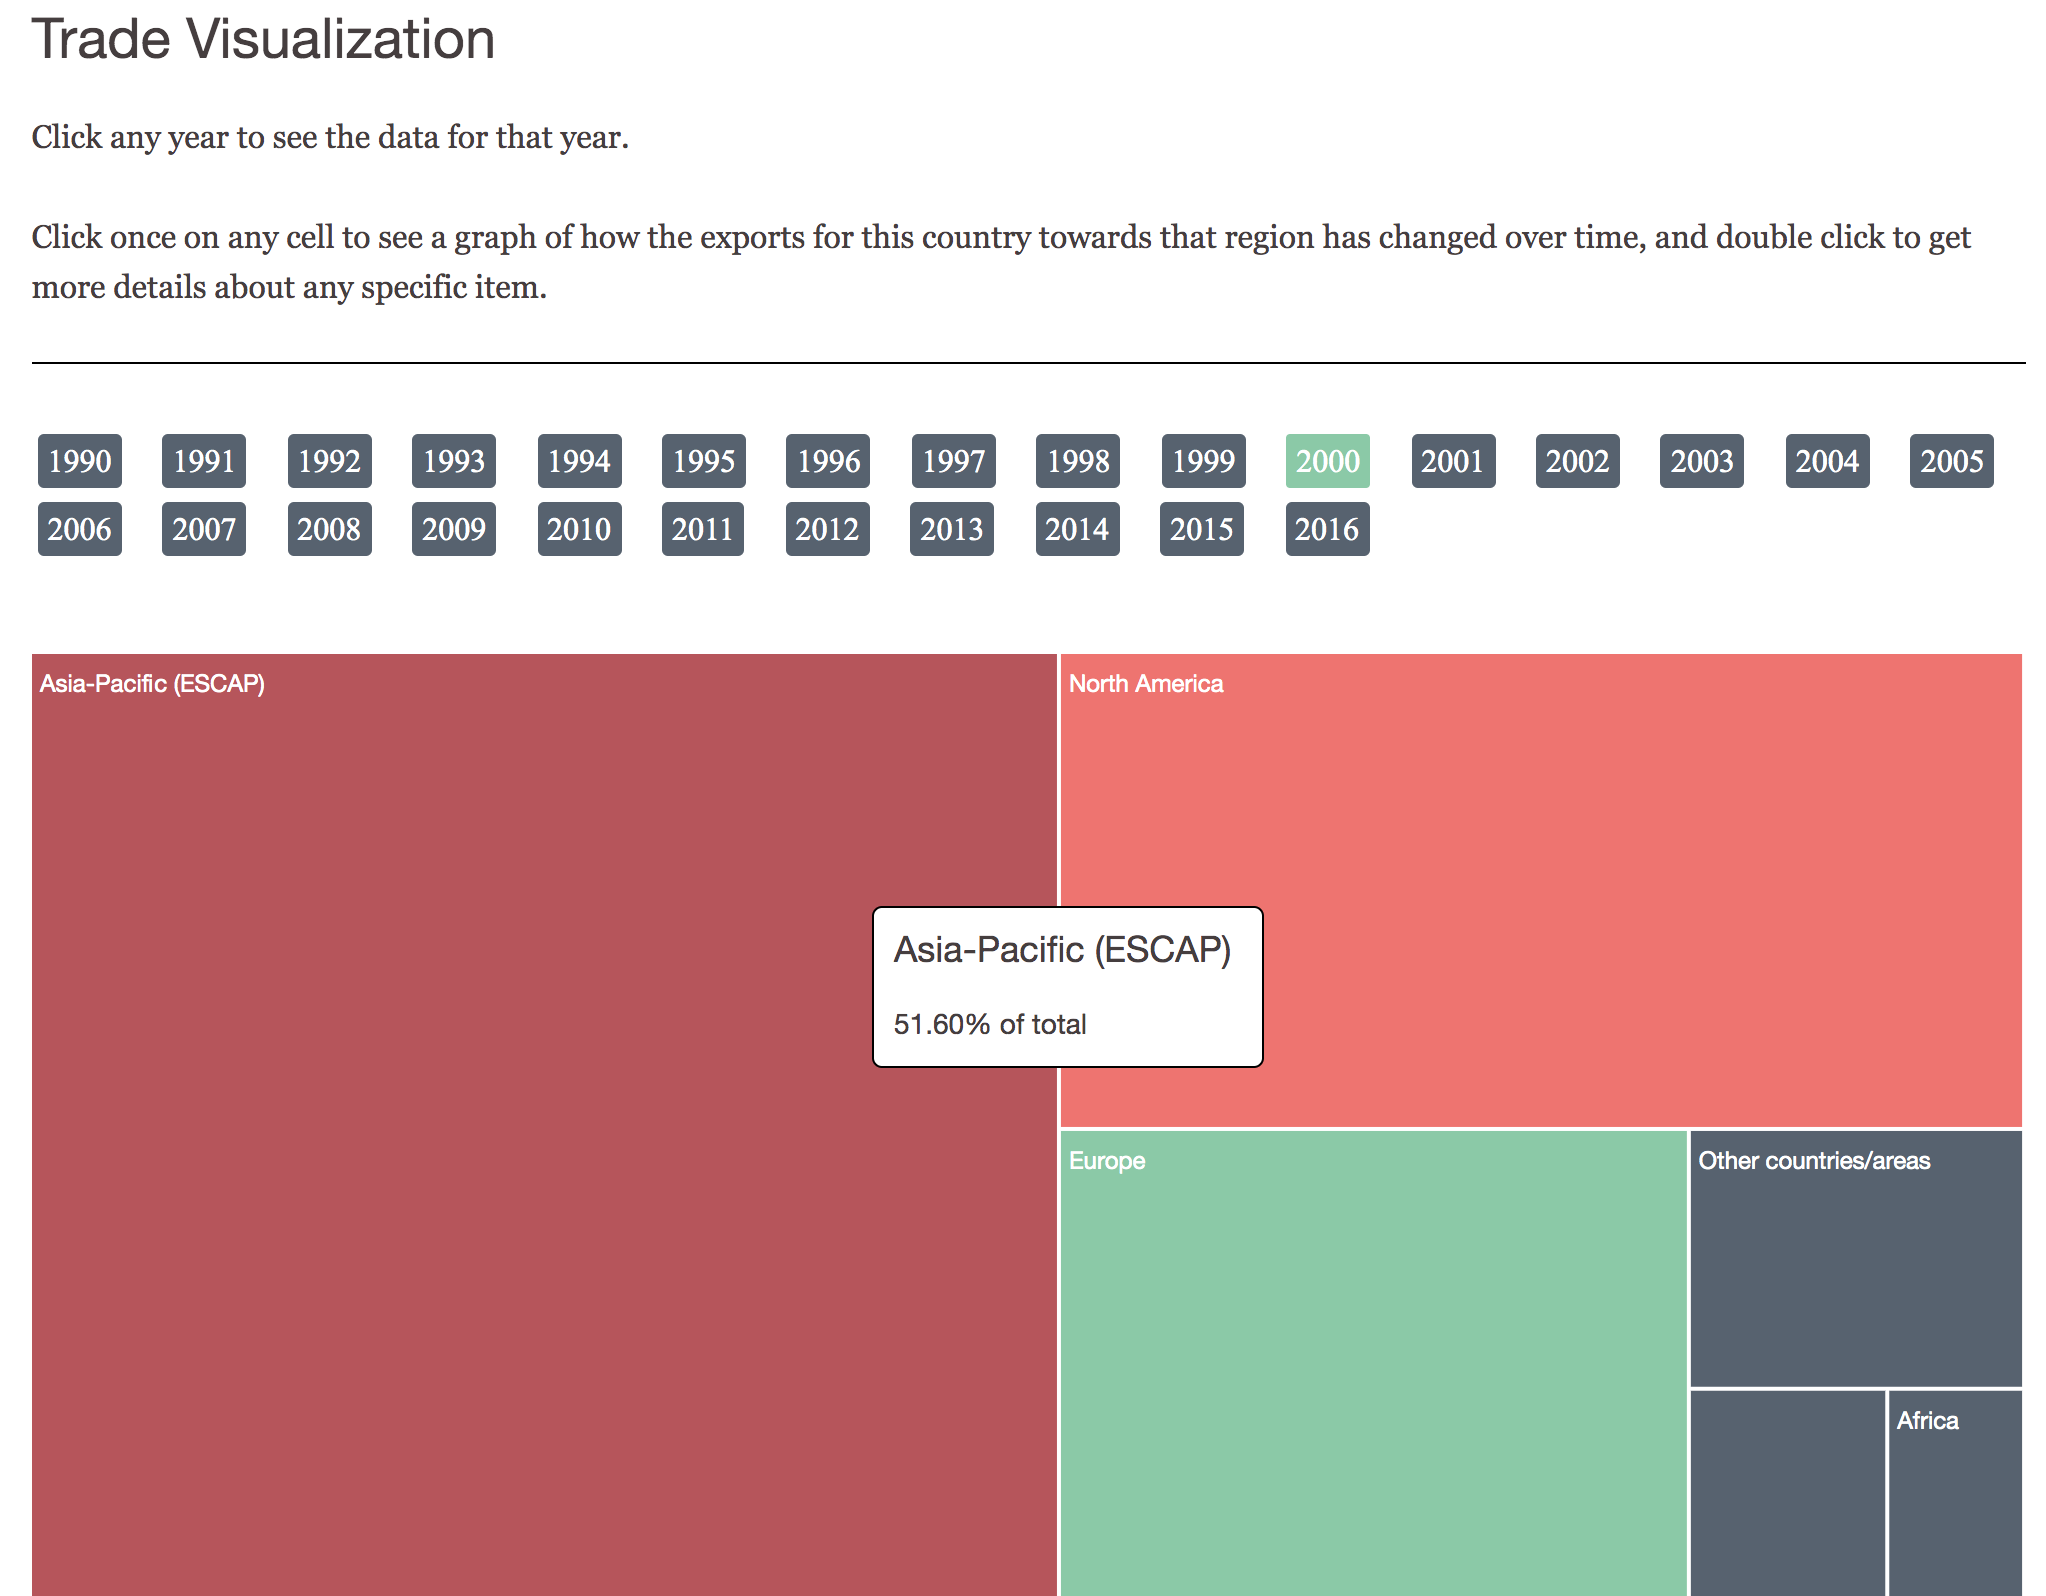 Trade Visualization
Click any year to see the data for that year.
Click once on any cell to see a graph of how the exports for this country towards that region has changed over time, and double click to get
more details about any specific item.
1990 1991 1992 1993 1994 1995 1996 1997 1998 1999 2000 2001 2002 2003 2004 2005
2006 2007 2008 2009 2010 2011 2012 2013 2014 2015 2016
Asia-Pacific (ESCAP) North America
Asia-Pacific (ESCAP)
51.60% of total
Europe Other countries/areas
Africa